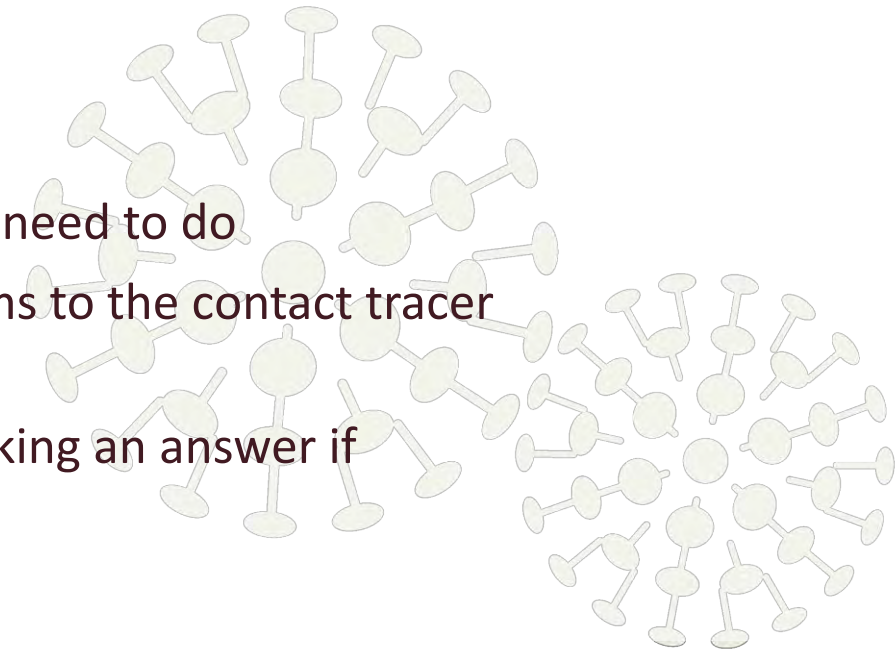 need to do
ns to the contact tracer
king an answer if